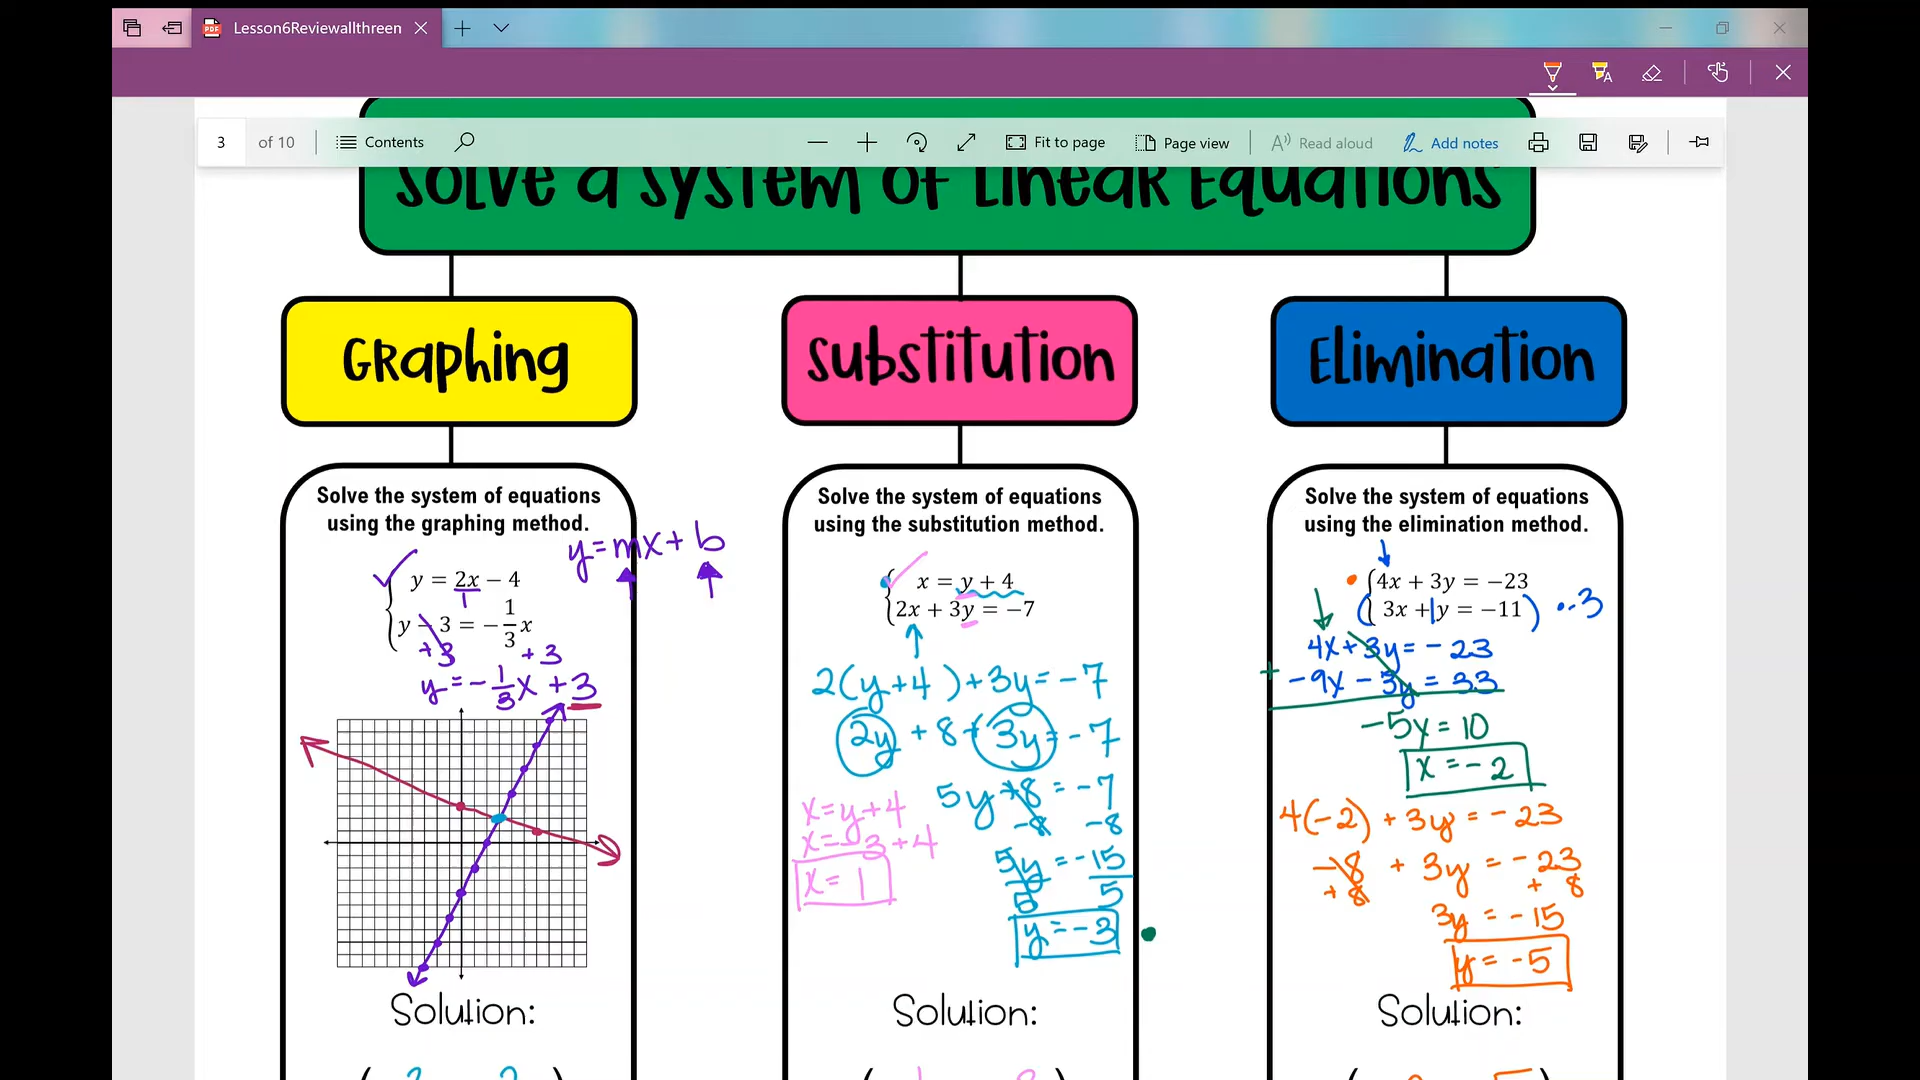 Lesson6Reviewallthreen
3 of 10 Contents Fit to page Page view Read aloud Add notes
Solve a System of Linear Equations
Graphing
Solve the system of equations
using the graphing method.
y = mx + b
y = 2x − 4
1
y − 3 = −1/3 x
+3 +3
y = -1/3 x + 3
Solution:
Substitution
Solve the system of equations
using the substitution method.
x = y + 4
2x + 3y = −7
2(y+4) + 3y = -7
2y + 8 + 3y = -7
5y + 8 = -7
-8 -8
5y = -15
5 5
y = -3
x = y + 4
x = -3 + 4
x = 1
Solution:
Elimination
Solve the system of equations
using the elimination method.
4x + 3y = −23
3x + 1y = −11 • -3
4x + 3y = -23
+ -9x - 3y = 33
-5x = 10
x = -2
4(-2) + 3y = -23
-8 + 3y = -23
+8 + 8
3y = -15
y = -5
Solution: